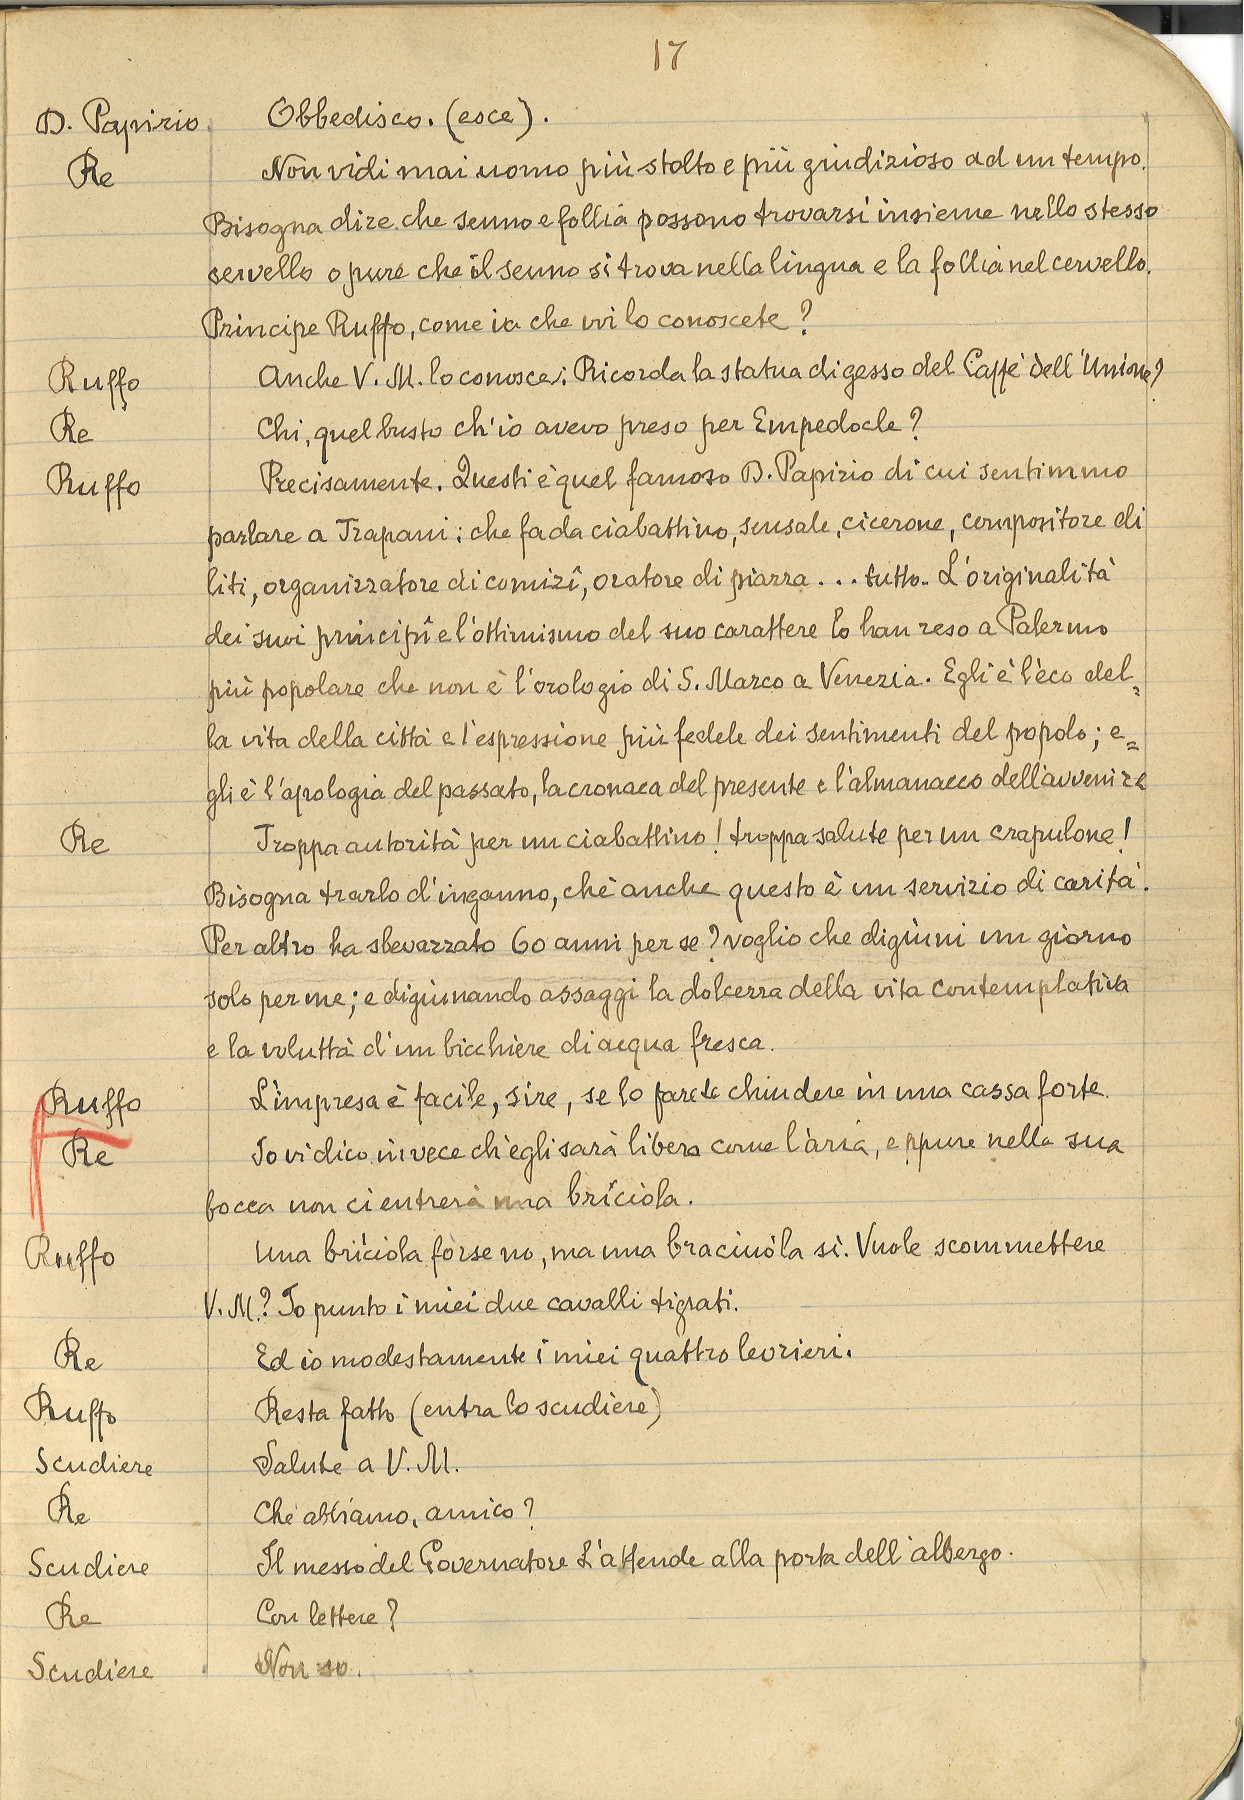 17
D. Papirio Obbedisco. (esce).
Re Non vidi mai uomo più stolto e più giudizioso ad un tempo.
Bisogna dire che senno e follia possono trovarsi insieme nello stesso
servello opure che il senno si trova nella lingua e la follia nel cervello.
Principe Ruffo, come va che voi lo conoscete?
Ruffo Anche V. M. lo conosce: Ricorda la statua di gesso del Caffè dell'Unione?
Re Chi, quel busto ch'io avevo preso per Empedocle?
Ruffo Precisamente. Questi è quel famoso D. Papirio di cui sentimmo
parlare a Trapani: che fa da ciabattino, sensale, cicerone, compositore di
liti, organizzatore di comizî, oratore di piazza... tutto.. L'originalità
dei suoi principî e l'ottimismo del suo carattere lo han reso a Palermo
più popolare che non è l'orologio di S. Marco a Venezia. Egli è l'eco del=
la vita della città e l'espressione più fedele dei sentimenti del popolo; e=
gli è l'apologia del passato, la cronaca del presente e l'almanacco dell'avvenire
Re Troppa autorità per un ciabattino! troppa salute per un crapulone!
Bisogna trarlo d'inganno, chè anche questo è un servizio di carità.
Per altro ha sbevazzato 60 anni per se? voglio che digiuni un giorno
solo per me; e digiunando assaggi la dolcezza della vita contemplativa
e la voluttà d'un bicchiere di acqua fresca.
Ruffo L'impresa è facile, sire, se lo farete chiudere in una cassa forte.
Re Io vi dico invece ch'egli sarà libero come l'aria, eppure nella sua
bocca non ci entrerà una briciola.
Ruffo Una briciola forse no, ma una braciuola sì. Vuole scommettere
V. M.? Io punto i miei due cavalli tigrati.
Re Ed io modestamente i miei quattro levrieri.
Ruffo Resta fatto (entra lo scudiere)
Scudiere Salute a V. M.
Re Che abbiamo, amico?
Scudiere Il messo del Governatore L'attende alla porta dell'albergo.
Re Con lettere?
Scudiere Non so.